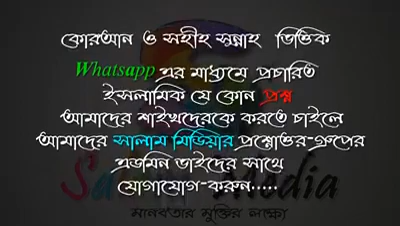 কোরআন ও সহীহ সুন্নাহ ভিত্তিক
Whatsapp এর মাধ্যমে প্রচারিত
ইসলামিক যে কোন প্রশ্ন
আমাদের শাইখদেরকে করতে চাইলে
আমাদের সালাম মিডিয়ার প্রশ্নোত্তর-গ্রুপের
এডমিন ভাইদের সাথে
যোগাযোগ-করুন.....
Media
মানবতার মুক্তির লক্ষ্যে